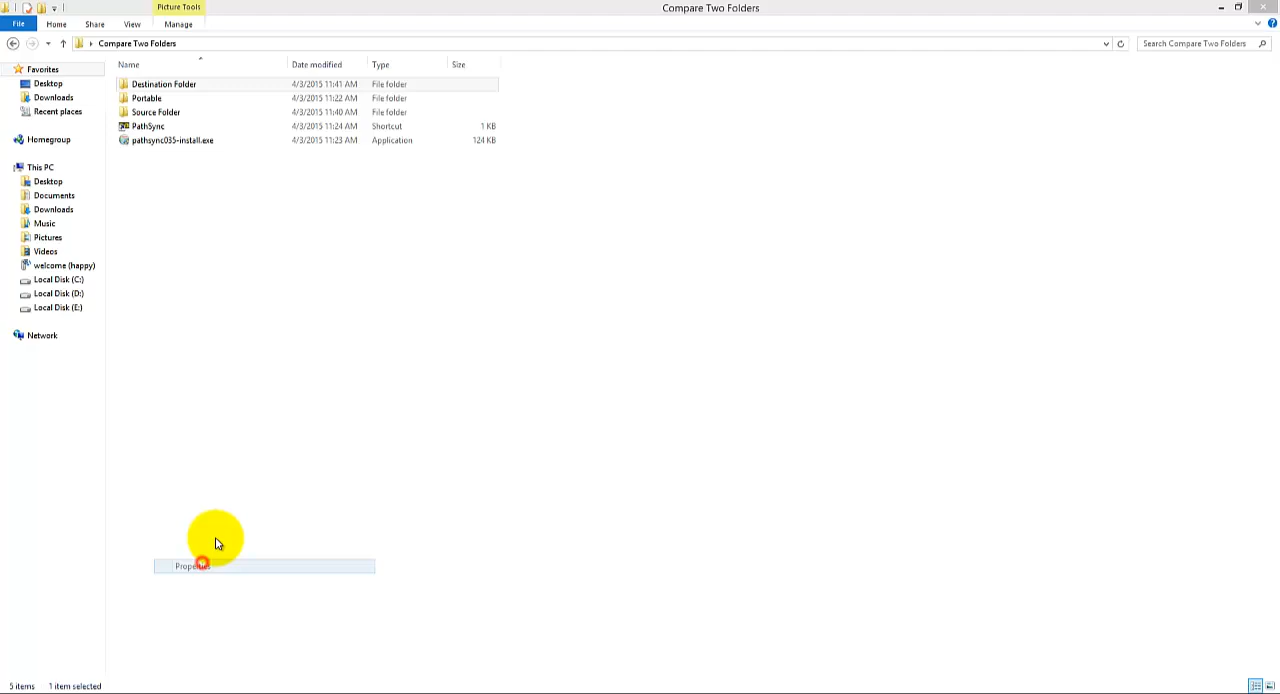 Picture Tools
Compare Two Folders
File Home Share View Manage
Compare Two Folders
Search Compare Two Folders
Name Date modified Type Size
Favorites
Desktop
Downloads
Recent places
Homegroup
This PC
Desktop
Documents
Downloads
Music
Pictures
Videos
welcome (happy)
Local Disk (C:)
Local Disk (D:)
Local Disk (E:)
Network
Destination Folder 4/3/2015 11:41 AM File folder
Portable 4/3/2015 11:22 AM File folder
Source Folder 4/3/2015 11:40 AM File folder
PathSync 4/3/2015 11:24 AM Shortcut 1 KB
pathsync035-install.exe 4/3/2015 11:23 AM Application 124 KB
Properties
5 items 1 item selected